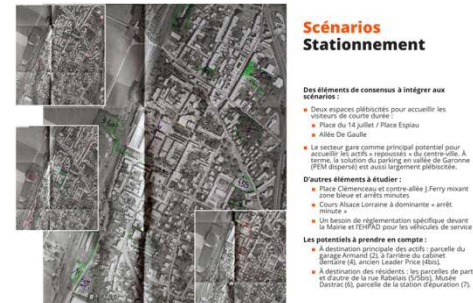 Scénarios
Stationnement
Des éléments de consensus à intégrer aux
scénarios :
Deux espaces plébiscités pour accueillir les
visiteurs de courte durée :
Place du 14 juillet / Place Espiau
Allée De Gaulle
Le secteur gare comme principal potentiel pour
accueillir les actifs « repoussés » du centre-ville. À
terme, la solution du parking en vallée de Garonne
(PEM dispersé) est aussi largement plébiscitée.
D'autres éléments à étudier :
Place Clémenceau et contre-allée J.Ferry mixant
zone bleue et arrêts minutes
Cours Alsace Lorraine à dominante « arrêt
minute »
Un besoin de réglementation spécifique devant
la Mairie et l'EHPAD pour les véhicules de service
Les potentiels à prendre en compte :
À destination principale des actifs : parcelle du
garage Armand (2), à l'arrière du cabinet
dentaire (4), ancien Leader Price (4bis),
À destination des résidents : les parcelles de part
et d'autre de la rue Rabelais (5/5bis), Musée
Dastrac (6), parcelle de la station d'épuration (7),